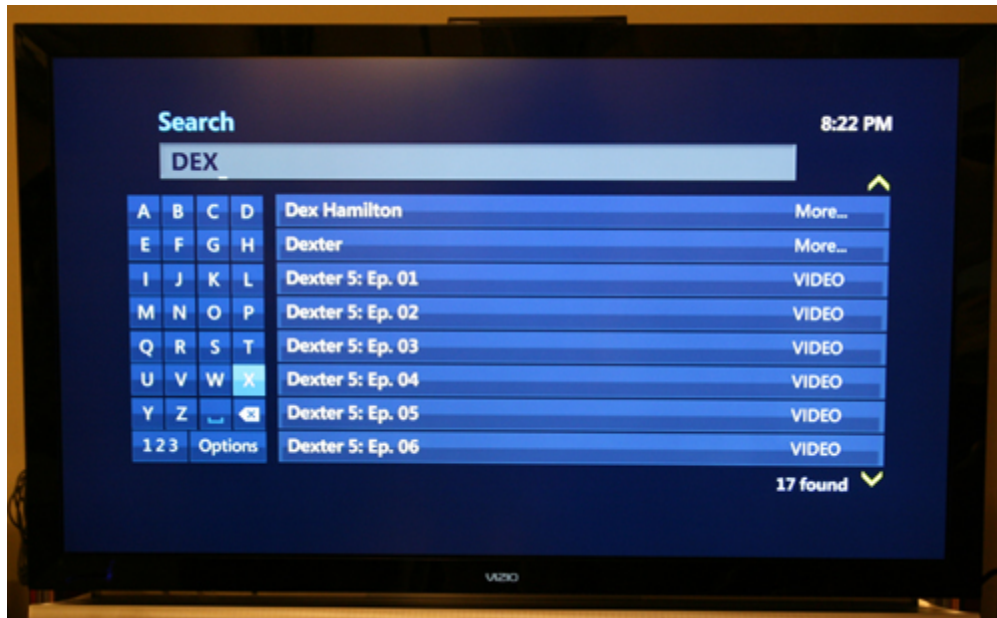 Search
8:22 PM
DEX_
A B C D
Dex Hamilton More...
E F G H
Dexter More...
I J K L
Dexter 5: Ep. 01 VIDEO
M N O P
Dexter 5: Ep. 02 VIDEO
Q R S T
Dexter 5: Ep. 03 VIDEO
U V W X
Dexter 5: Ep. 04 VIDEO
Y Z
Dexter 5: Ep. 05 VIDEO
123 Options
Dexter 5: Ep. 06 VIDEO
17 found
VIZIO